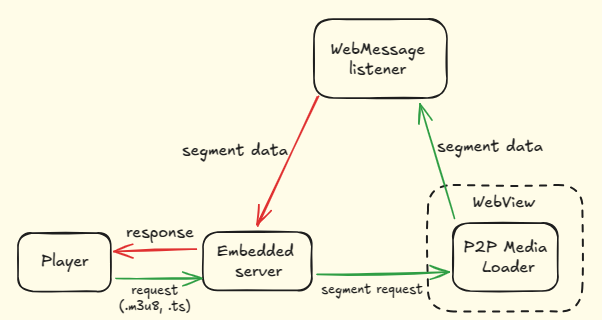 WebMessage
listener
segment data
segment data
WebView
response
Player
Embedded
server
P2P Media
Loader
request
(.m3u8, .ts)
segment request